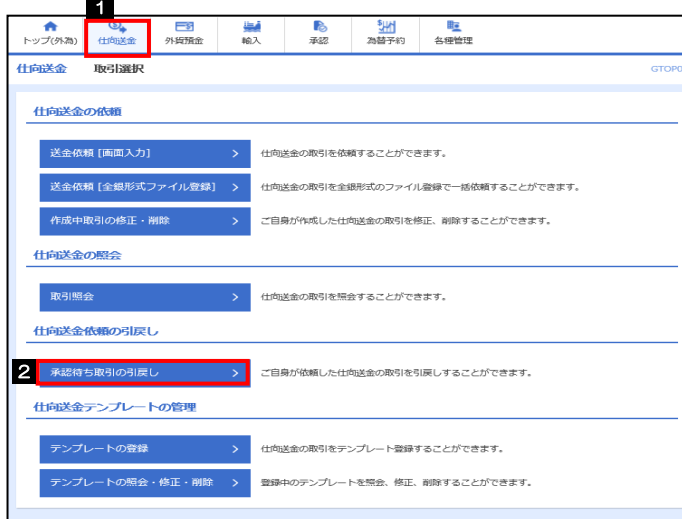 1
トップ(外為) 仕向送金 外貨預金 輸入 承認 為替予約 各種管理
仕向送金 取引選択 GTOP0
仕向送金の依頼
送金依頼 [画面入力] 仕向送金の取引を依頼することができます。
送金依頼 [全銀形式ファイル登録] 仕向送金の取引を全銀形式のファイル登録で一括依頼することができます。
作成中取引の修正・削除 ご自身が作成した仕向送金の取引を修正、削除することができます。
仕向送金の照会
取引照会 仕向送金の取引を照会することができます。
仕向送金依頼の引戻し
2 承認待ち取引の引戻し ご自身が依頼した仕向送金の取引を引戻しすることができます。
仕向送金テンプレートの管理
テンプレートの登録 仕向送金の取引をテンプレート登録することができます。
テンプレートの照会・修正・削除 登録中のテンプレートを照会、修正、削除することができます。